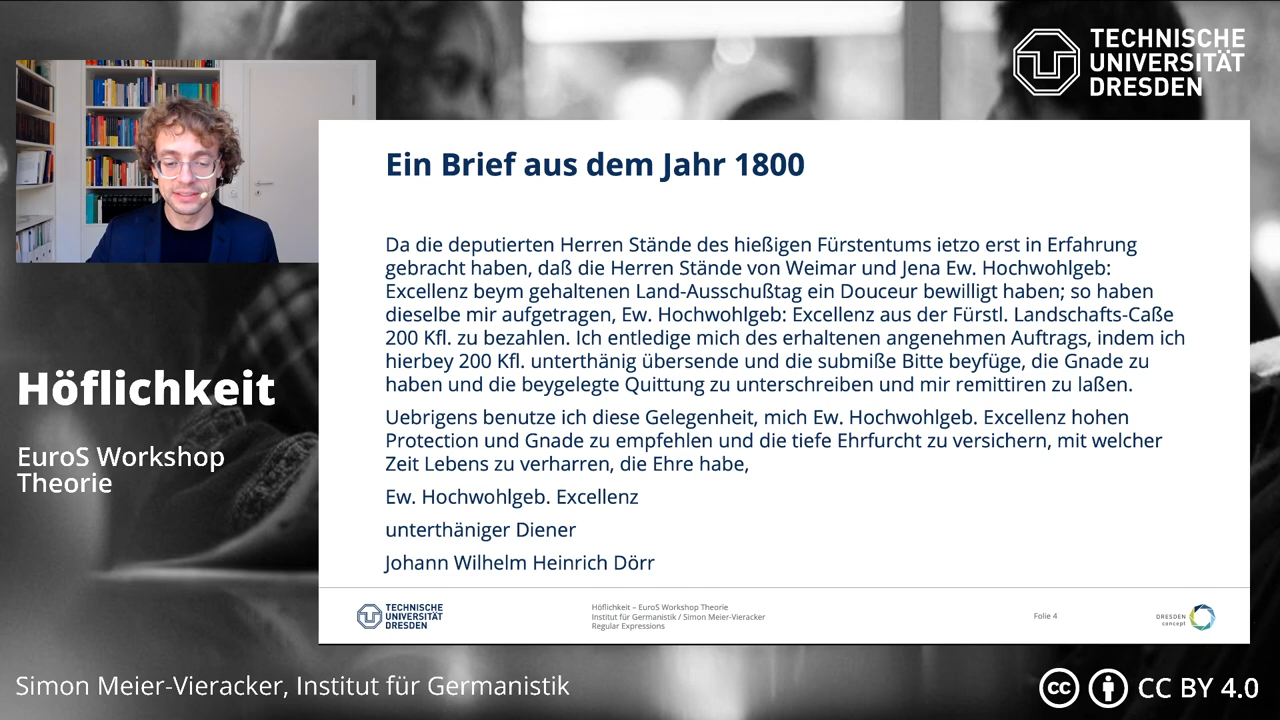 TECHNISCHE
UNIVERSITÄT
DRESDEN
Ein Brief aus dem Jahr 1800
Da die deputierten Herren Stände des hießigen Fürstentums ietzo erst in Erfahrung
gebracht haben, daß die Herren Stände von Weimar und Jena Ew. Hochwohlgeb:
Excellenz beym gehaltenen Land-Ausschußtag ein Douceur bewilligt haben; so haben
dieselbe mir aufgetragen, Ew. Hochwohlgeb: Excellenz aus der Fürstl. Landschafts-Caße
200 Kfl. zu bezahlen. Ich entledige mich des erhaltenen angenehmen Auftrags, indem ich
hierbey 200 Kfl. unterthänig übersende und die submiße Bitte beyfüge, die Gnade zu
haben und die beygelegte Quittung zu unterschreiben und mir remittiren zu laßen.
Uebrigens benutze ich diese Gelegenheit, mich Ew. Hochwohlgeb. Excellenz hohen
Protection und Gnade zu empfehlen und die tiefe Ehrfurcht zu versichern, mit welcher
Zeit Lebens zu verharren, die Ehre habe,
Ew. Hochwohlgeb. Excellenz
unterthäniger Diener
Johann Wilhelm Heinrich Dörr
TECHNISCHE
UNIVERSITÄT
DRESDEN
Höflichkeit – EuroS Workshop Theorie
Institut für Germanistik / Simon Meier-Vieracker
Regular Expressions
Folie 4
DRESDEN
concept
Höflichkeit
EuroS Workshop
Theorie
Simon Meier-Vieracker, Institut für Germanistik
cc CC BY 4.0